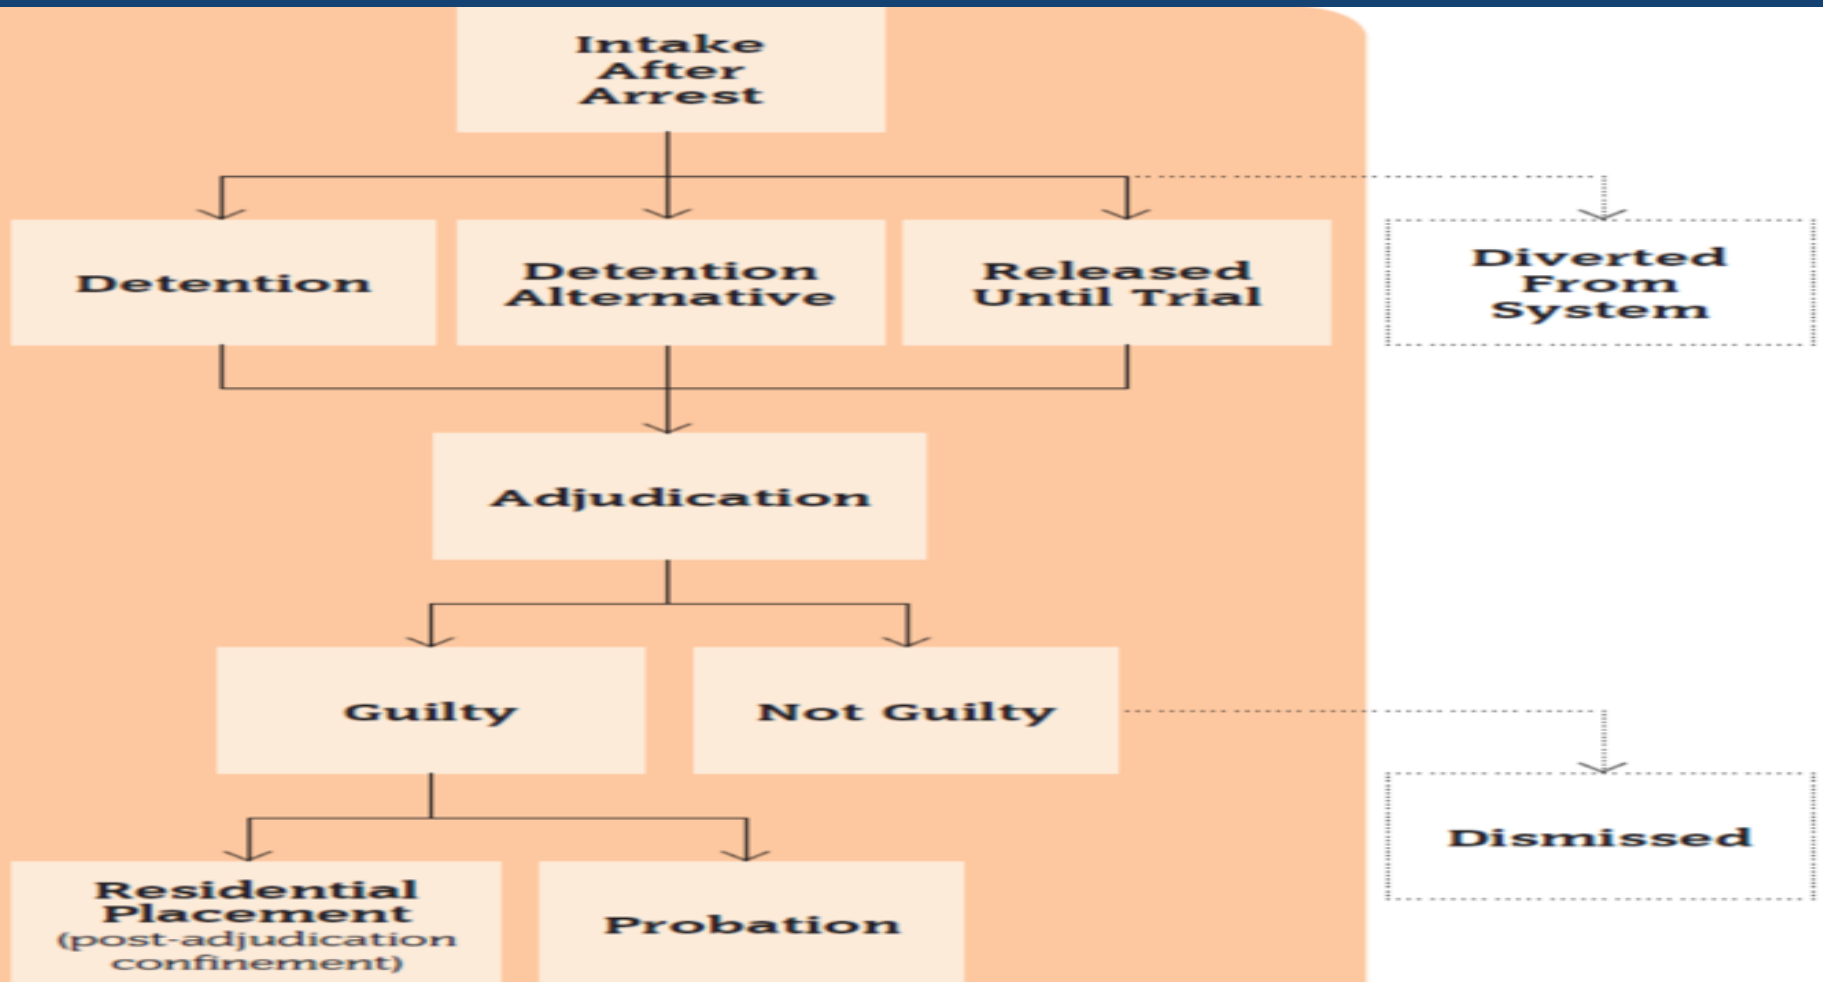 Intake
After
Arrest
Detention
Detention
Alternative
Released
Until Trial
Diverted
From
System
Adjudication
Guilty
Not Guilty
Dismissed
Residential
Placement
(post-adjudication
confinement)
Probation